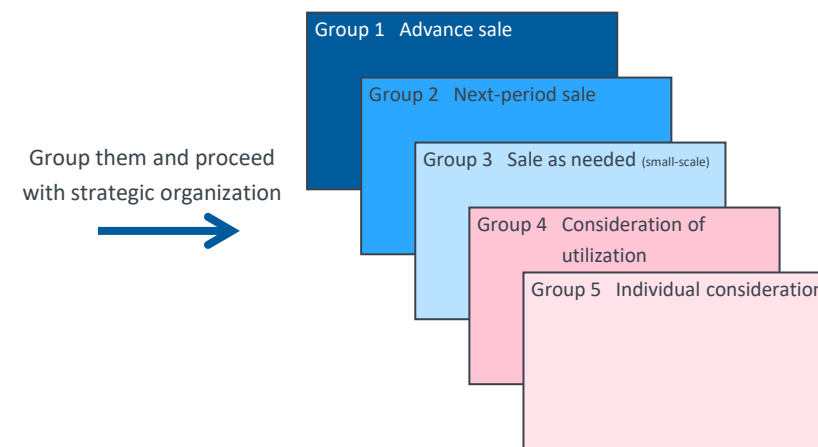 Group 1 Advance sale
Group 2 Next-period sale
Group them and proceed
with strategic organization
Group 3 Sale as needed (small-scale)
Group 4 Consideration of
utilization
Group 5 Individual consideration